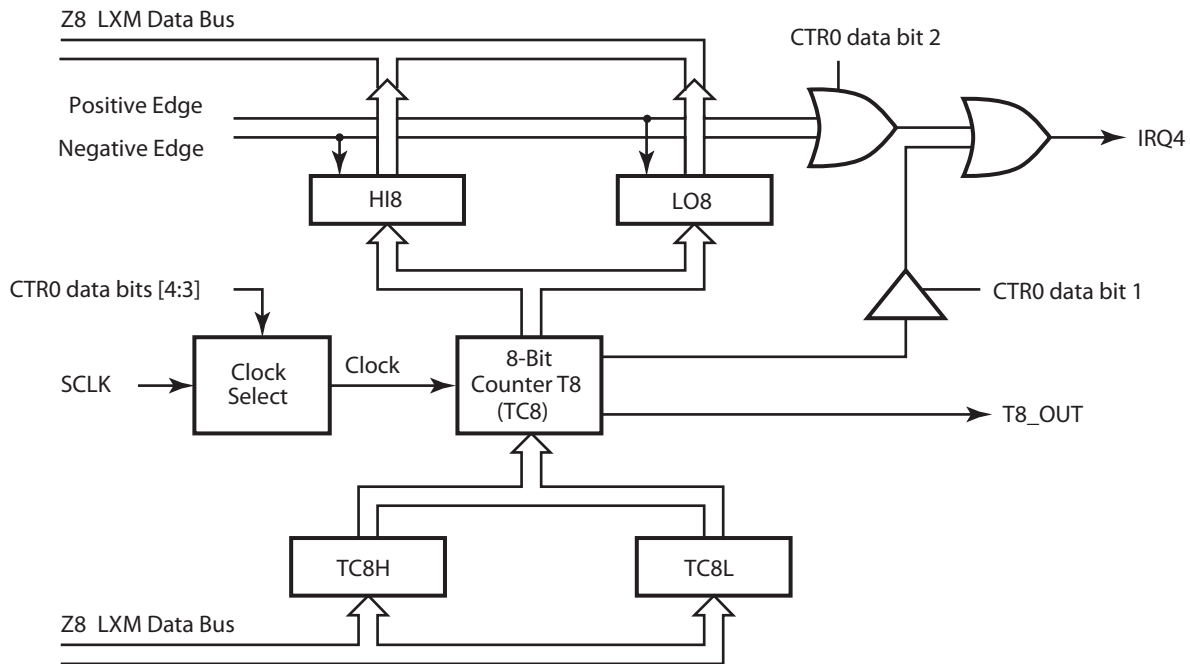 Z8 LXM Data Bus
CTR0 data bit 2
Positive Edge
Negative Edge
IRQ4
HI8
LO8
CTR0 data bits [4:3]
CTR0 data bit 1
SCLK
Clock
Select
Clock
8-Bit
Counter T8
(TC8)
T8_OUT
TC8H
TC8L
Z8 LXM Data Bus